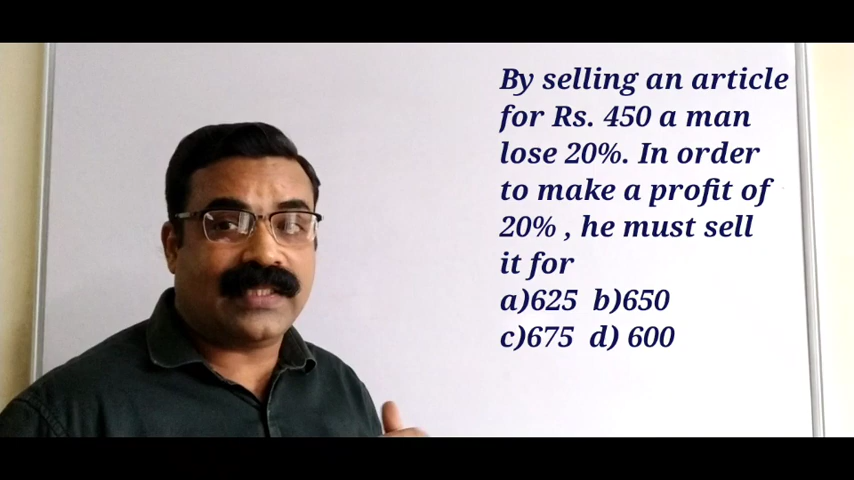 By selling an article
for Rs. 450 a man
lose 20%. In order
to make a profit of
20% , he must sell
it for
a)625 b)650
c)675 d) 600